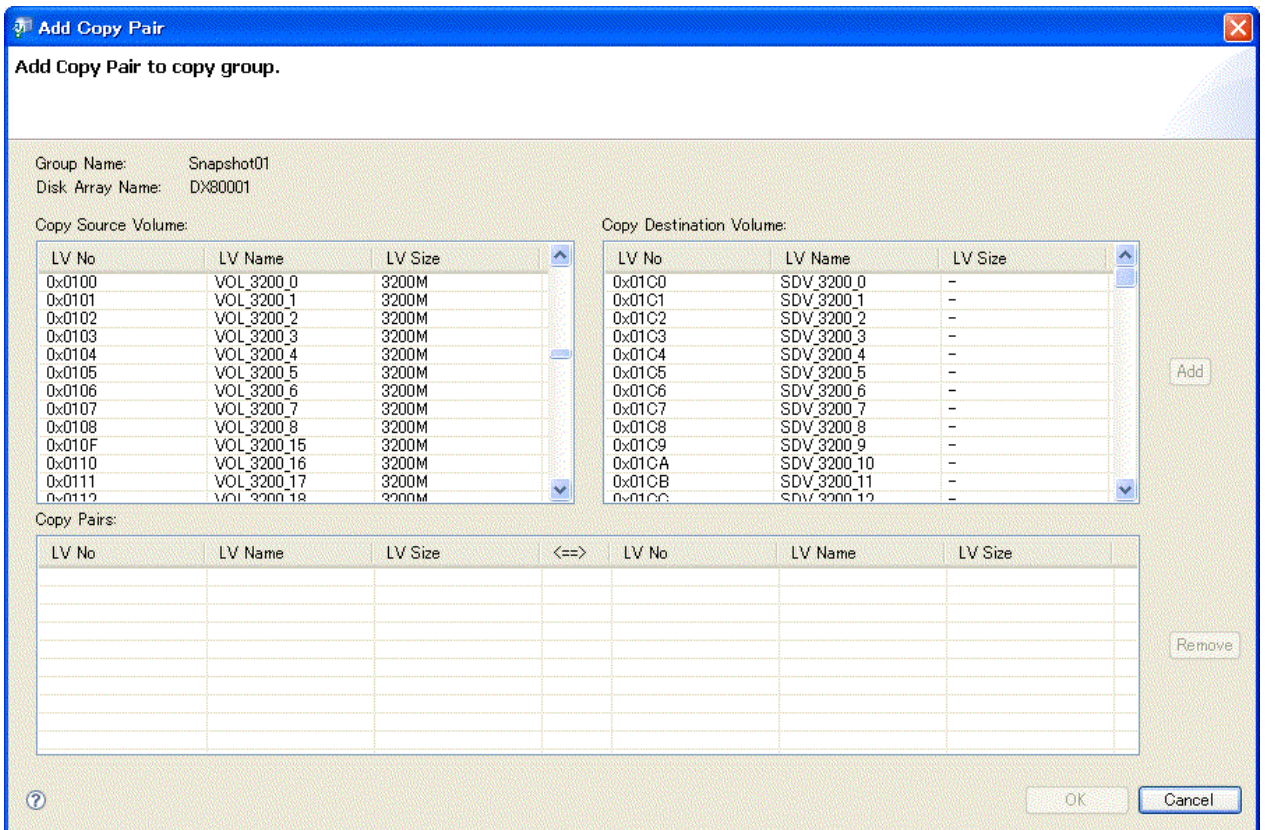 Add Copy Pair
Add Copy Pair to copy group.
Group Name: Snapshot01
Disk Array Name: DX80001
Copy Source Volume: Copy Destination Volume:
LV No LV Name LV Size LV No LV Name LV Size
0x0100 VOL_3200_0 3200M 0x01C0 SDV_3200_0 -
0x0101 VOL_3200_1 3200M 0x01C1 SDV_3200_1 -
0x0102 VOL_3200_2 3200M 0x01C2 SDV_3200_2 -
0x0103 VOL_3200_3 3200M 0x01C3 SDV_3200_3 -
0x0104 VOL_3200_4 3200M 0x01C4 SDV_3200_4 -
0x0105 VOL_3200_5 3200M 0x01C5 SDV_3200_5 - Add
0x0106 VOL_3200_6 3200M 0x01C6 SDV_3200_6 -
0x0107 VOL_3200_7 3200M 0x01C7 SDV_3200_7 -
0x0108 VOL_3200_8 3200M 0x01C8 SDV_3200_8 -
0x010F VOL_3200_15 3200M 0x01C9 SDV_3200_9 -
0x0110 VOL_3200_16 3200M 0x01CA SDV_3200_10 -
0x0111 VOL_3200_17 3200M 0x01CB SDV_3200_11 -
0x0112 VOL_3200_18 3200M 0x01CC SDV_3200_12 -
Copy Pairs:
LV No LV Name LV Size <==> LV No LV Name LV Size
Remove
OK Cancel